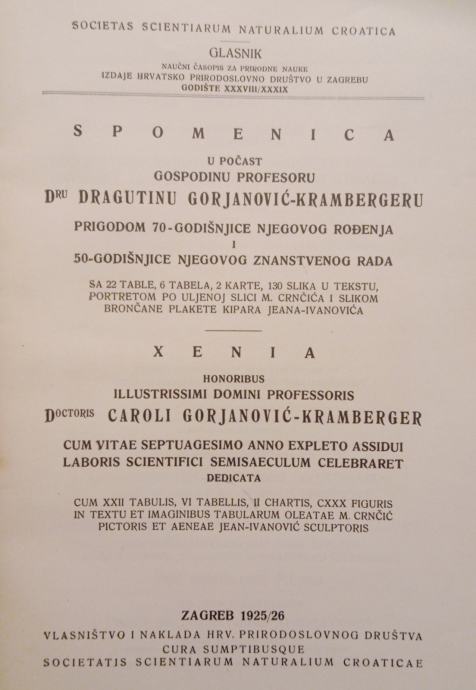 SOCIETAS SCIENTIARUM NATURALIUM CROATICA
GLASNIK
NAUČNI ČASOPIS ZA PRIRODNE NAUKE
IZDAJE HRVATSKO PRIRODOSLOVNO DRUŠTVO U ZAGREBU
GODIŠTE XXXVIII/XXXIX
SPOMENICA
U POČAST
GOSPODINU PROFESORU
DRU DRAGUTINU GORJANOVIĆ-KRAMBERGERU
PRIGODOM 70-GODIŠNJICE NJEGOVOG ROĐENJA
I
50-GODIŠNJICE NJEGOVOG ZNANSTVENOG RADA
SA 22 TABLE, 6 TABELA, 2 KARTE, 130 SLIKA U TEKSTU,
PORTRETOM PO ULJENOJ SLICI M. CRNČIĆA I SLIKOM
BRONČANE PLAKETE KIPARA JEANA-IVANOVIĆA
XENIA
HONORIBUS
ILLUSTRISSIMI DOMINI PROFESSORIS
DOCTORIS CAROLI GORJANOVIĆ-KRAMBERGER
CUM VITAE SEPTUAGESIMO ANNO EXPLETO ASSIDUI
LABORIS SCIENTIFICI SEMISAECULUM CELEBRARET
DEDICATA
CUM XXII TABULIS, VI TABELLIS, II CHARTIS, CXXX FIGURIS
IN TEXTU ET IMAGINIBUS TABULARUM OLEATAE M. CRNČIĆ
PICTORIS ET AENEAE JEAN-IVANOVIĆ SCULPTORIS
ZAGREB 1925/26
VLASNIŠTVO I NAKLADA HRV. PRIRODOSLOVNOG DRUŠTVA
CURA SUMPTIBUSQUE
SOCIETATIS SCIENTIARUM NATURALIUM CROATICAE